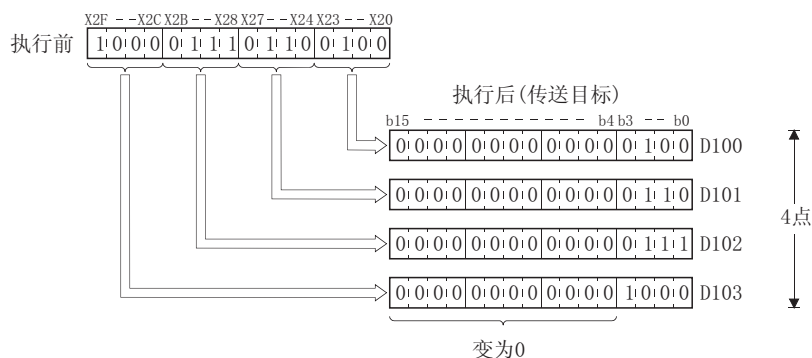 X2F - - X2C X2B - - X28 X27 - - X24 X23 - - X20
执行前 1 0 0 0 0 1 1 1 0 1 1 0 0 1 0 0
执行后(传送目标)
b15 - - - - - - - - - - - - b4 b3 - - b0
0 0 0 0 0 0 0 0 0 0 0 0 0 1 0 0 D100
0 0 0 0 0 0 0 0 0 0 0 0 0 1 1 0 D101
4点
0 0 0 0 0 0 0 0 0 0 0 0 0 1 1 1 D102
0 0 0 0 0 0 0 0 0 0 0 0 1 0 0 0 D103
变为0